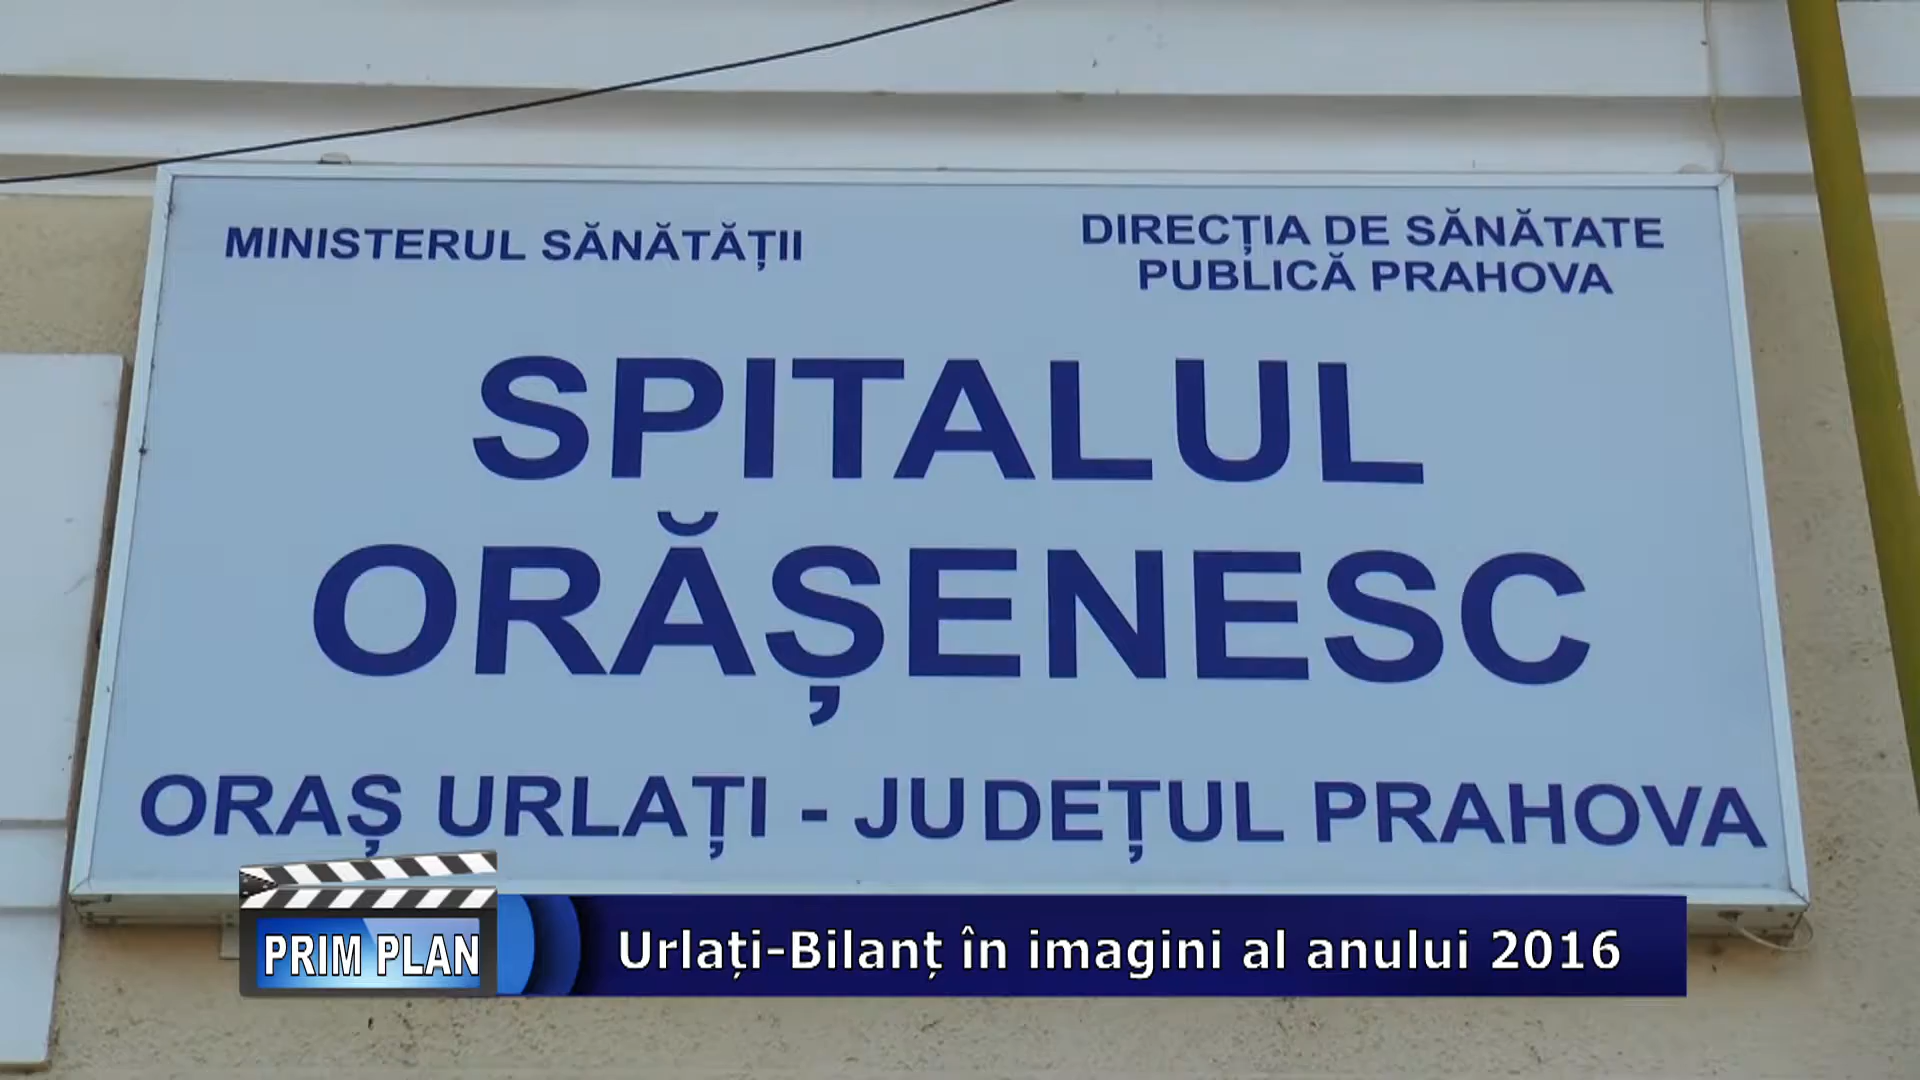 MINISTERUL SĂNĂTĂȚII
DIRECȚIA DE SĂNĂTATE
PUBLICĂ PRAHOVA
SPITALUL
ORĂȘENESC
ORAȘ URLAȚI - JUDEȚUL PRAHOVA
PRIM PLAN
Urlați-Bilanț în imagini al anului 2016